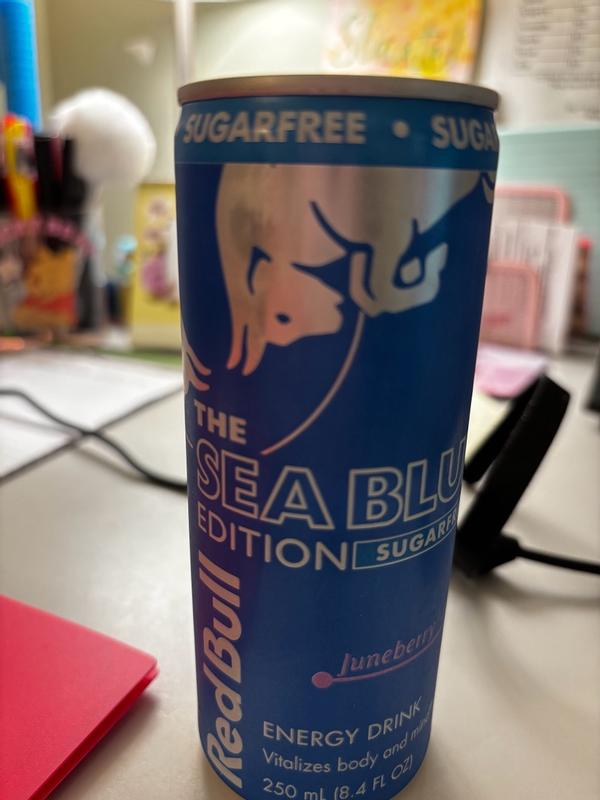 SUGARFREE • SUGA
THE
SEA BLU
EDITION SUGARF
Red Bull
Juneberry
ENERGY DRINK
Vitalizes body and mind
250 mL (8.4 FL OZ)